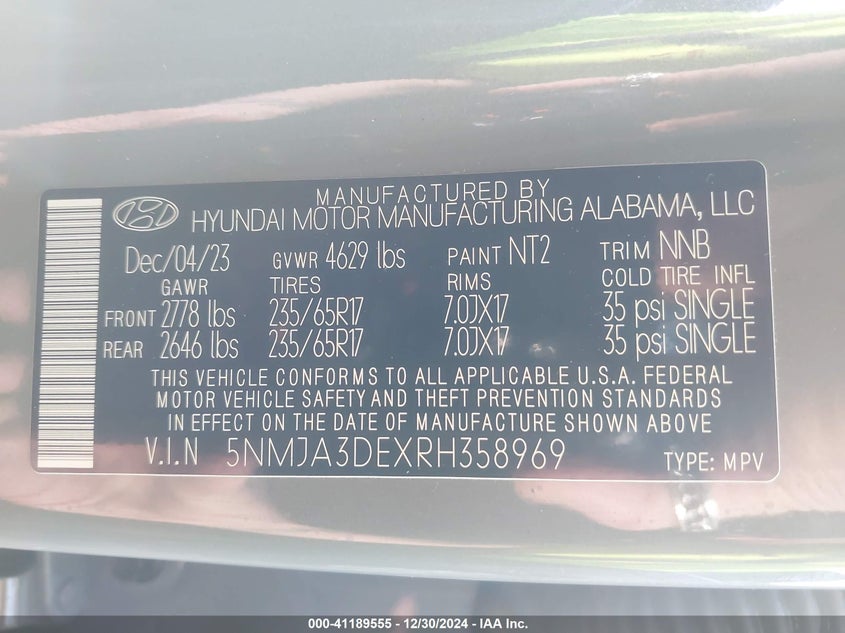 MANUFACTURED BY
HYUNDAI MOTOR MANUFACTURING ALABAMA, LLC
Dec/04/23 GVWR 4629 lbs PAINT NT2 TRIM NNB
GAWR TIRES RIMS COLD TIRE INFL
FRONT 2778 lbs 235/65R17 7.0JX17 35 psi SINGLE
REAR 2646 lbs 235/65R17 7.0JX17 35 psi SINGLE
THIS VEHICLE CONFORMS TO ALL APPLICABLE U.S.A. FEDERAL
MOTOR VEHICLE SAFETY AND THEFT PREVENTION STANDARDS
IN EFFECT ON THE DATE OF MANUFACTURE SHOWN ABOVE
V.I.N 5NMJA3DEXRH358969 TYPE: MPV
000-41189555 - 12/30/2024 - IAA Inc.